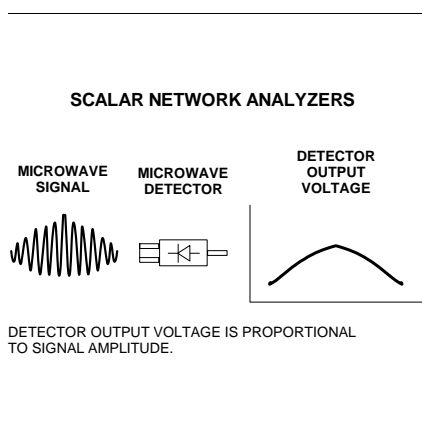 SCALAR NETWORK ANALYZERS
MICROWAVE
SIGNAL
MICROWAVE
DETECTOR
DETECTOR
OUTPUT
VOLTAGE
DETECTOR OUTPUT VOLTAGE IS PROPORTIONAL
TO SIGNAL AMPLITUDE.